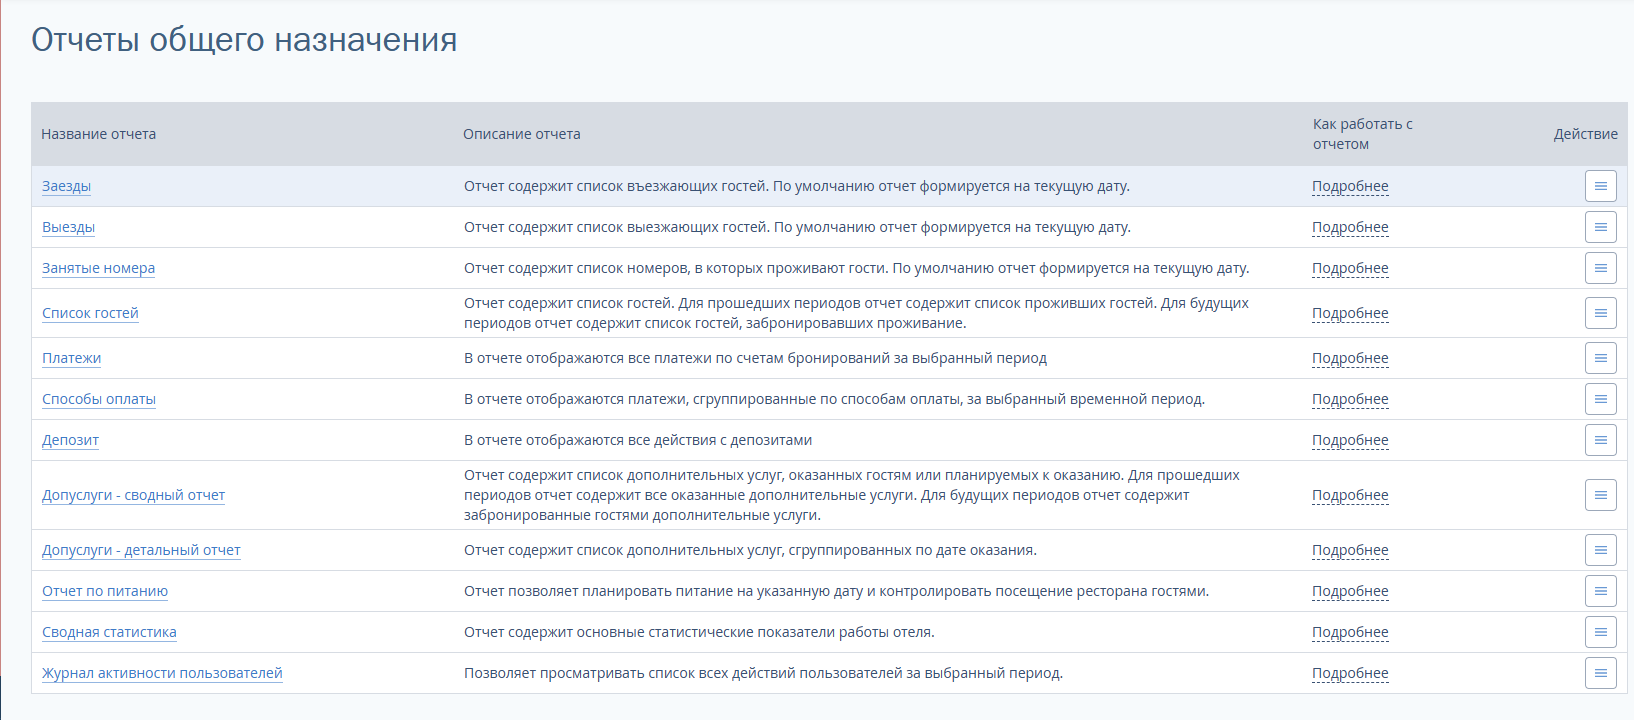 Отчеты общего назначения
Название отчета
Описание отчета
Как работать с
отчетом
Действие
Заезды
Отчет содержит список въезжающих гостей. По умолчанию отчет формируется на текущую дату.
Подробнее
Выезды
Отчет содержит список выезжающих гостей. По умолчанию отчет формируется на текущую дату.
Подробнее
Занятые номера
Отчет содержит список номеров, в которых проживают гости. По умолчанию отчет формируется на текущую дату.
Подробнее
Список гостей
Отчет содержит список гостей. Для прошедших периодов отчет содержит список проживших гостей. Для будущих
периодов отчет содержит список гостей, забронировавших проживание.
Подробнее
Платежи
В отчете отображаются все платежи по счетам бронирований за выбранный период
Подробнее
Способы оплаты
В отчете отображаются платежи, сгруппированные по способам оплаты, за выбранный временной период.
Подробнее
Депозит
В отчете отображаются все действия с депозитами
Подробнее
Допуслуги - сводный отчет
Отчет содержит список дополнительных услуг, оказанных гостям или планируемых к оказанию. Для прошедших
периодов отчет содержит все оказанные дополнительные услуги. Для будущих периодов отчет содержит
забронированные гостями дополнительные услуги.
Подробнее
Допуслуги - детальный отчет
Отчет содержит список дополнительных услуг, сгруппированных по дате оказания.
Подробнее
Отчет по питанию
Отчет позволяет планировать питание на указанную дату и контролировать посещение ресторана гостями.
Подробнее
Сводная статистика
Отчет содержит основные статистические показатели работы отеля.
Подробнее
Журнал активности пользователей
Позволяет просматривать список всех действий пользователей за выбранный период.
Подробнее